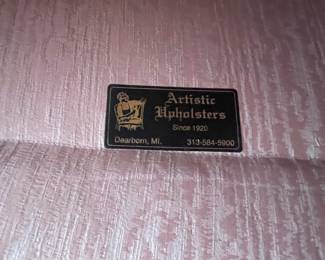 Artistic
Upholsters
Since 1920
Dearborn, MI. 313-584-5900